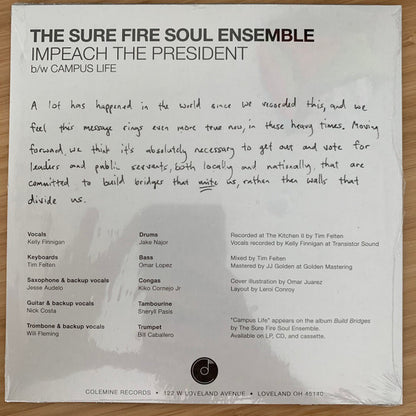 THE SURE FIRE SOUL ENSEMBLE
IMPEACH THE PRESIDENT
b/w CAMPUS LIFE
A lot has happened in the world since we recorded this, and we
feel this message rings even more true now, in these heavy times. Moving
forward, we think it's absolutely necessary to get out and vote for
leaders and public servants, both locally and nationally, that are
committed to build bridges that unite us, rather then walls that
divide us.
Vocals
Kelly Finnigan
Keyboards
Tim Felten
Saxophone & backup vocals
Jesse Audelo
Guitar & backup vocals
Nick Costa
Trombone & backup vocals
Will Fleming
Drums
Jake Najor
Bass
Omar Lopez
Congas
Kiko Cornejo Jr
Tambourine
Sheryll Pasis
Trumpet
Bill Caballero
Recorded at The Kitchen II by Tim Felten
Vocals recorded by Kelly Finnigan at Transistor Sound
Mixed by Tim Felten
Mastered by JJ Golden at Golden Mastering
Cover illustration by Omar Juarez
Layout by Leroi Conroy
"Campus Life" appears on the album Build Bridges
by The Sure Fire Soul Ensemble.
Available on LP, CD, and cassette.
COLEMINE RECORDS • 122 W LOVELAND AVENUE • LOVELAND OH 45140